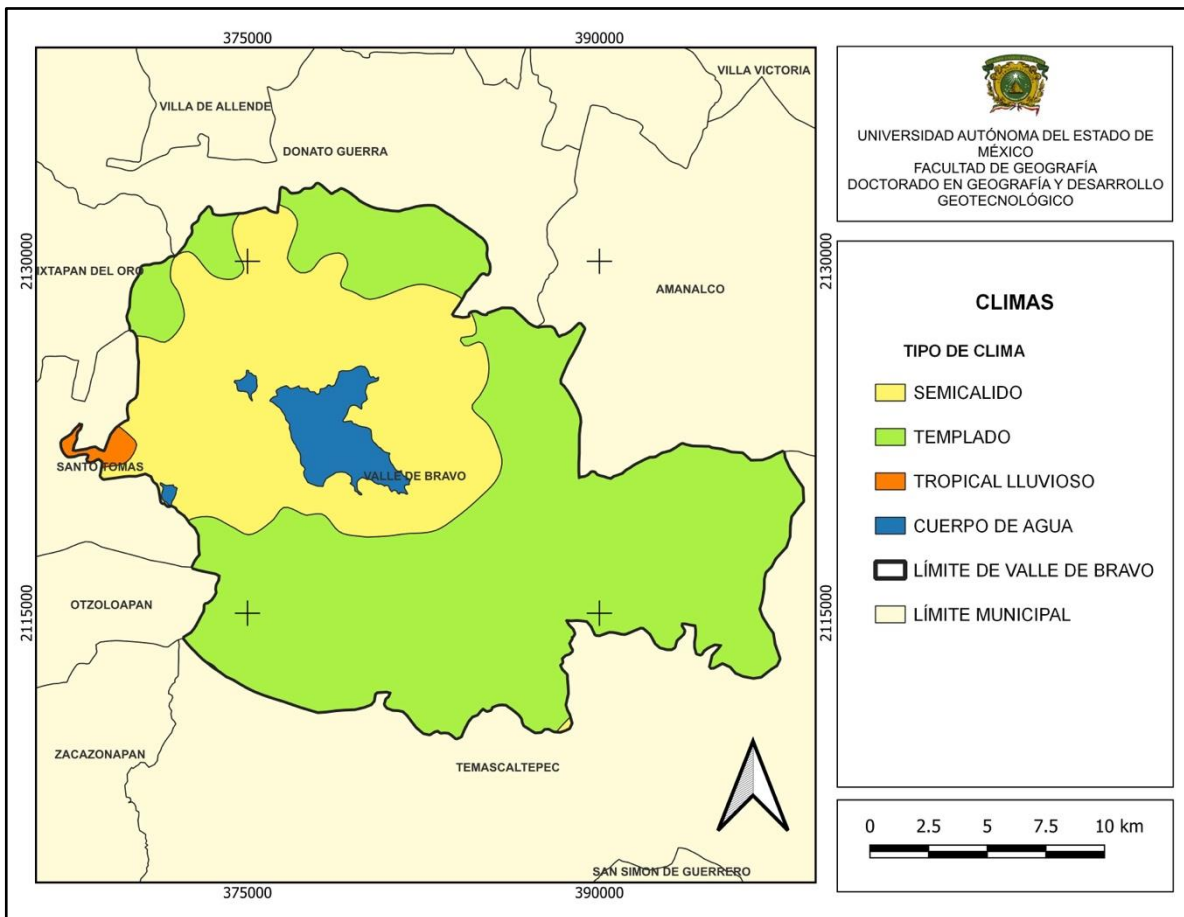 375000
390000
VILLA VICTORIA
VILLA DE ALLENDE
DONATO GUERRA
2130000
2130000
IXTAPAN DEL ORO
AMANALCO
SANTO TOMAS
VALLE DE BRAVO
OTZOLOAPAN
2115000
2115000
ZACAZONAPAN
TEMASCALTEPEC
SAN SIMON DE GUERRERO
375000
390000
UNIVERSIDAD AUTÓNOMA DEL ESTADO DE
MÉXICO
FACULTAD DE GEOGRAFÍA
DOCTORADO EN GEOGRAFÍA Y DESARROLLO
GEOTECNOLÓGICO
CLIMAS
TIPO DE CLIMA
SEMICALIDO
TEMPLADO
TROPICAL LLUVIOSO
CUERPO DE AGUA
LÍMITE DE VALLE DE BRAVO
LÍMITE MUNICIPAL
0 2.5 5 7.5 10 km